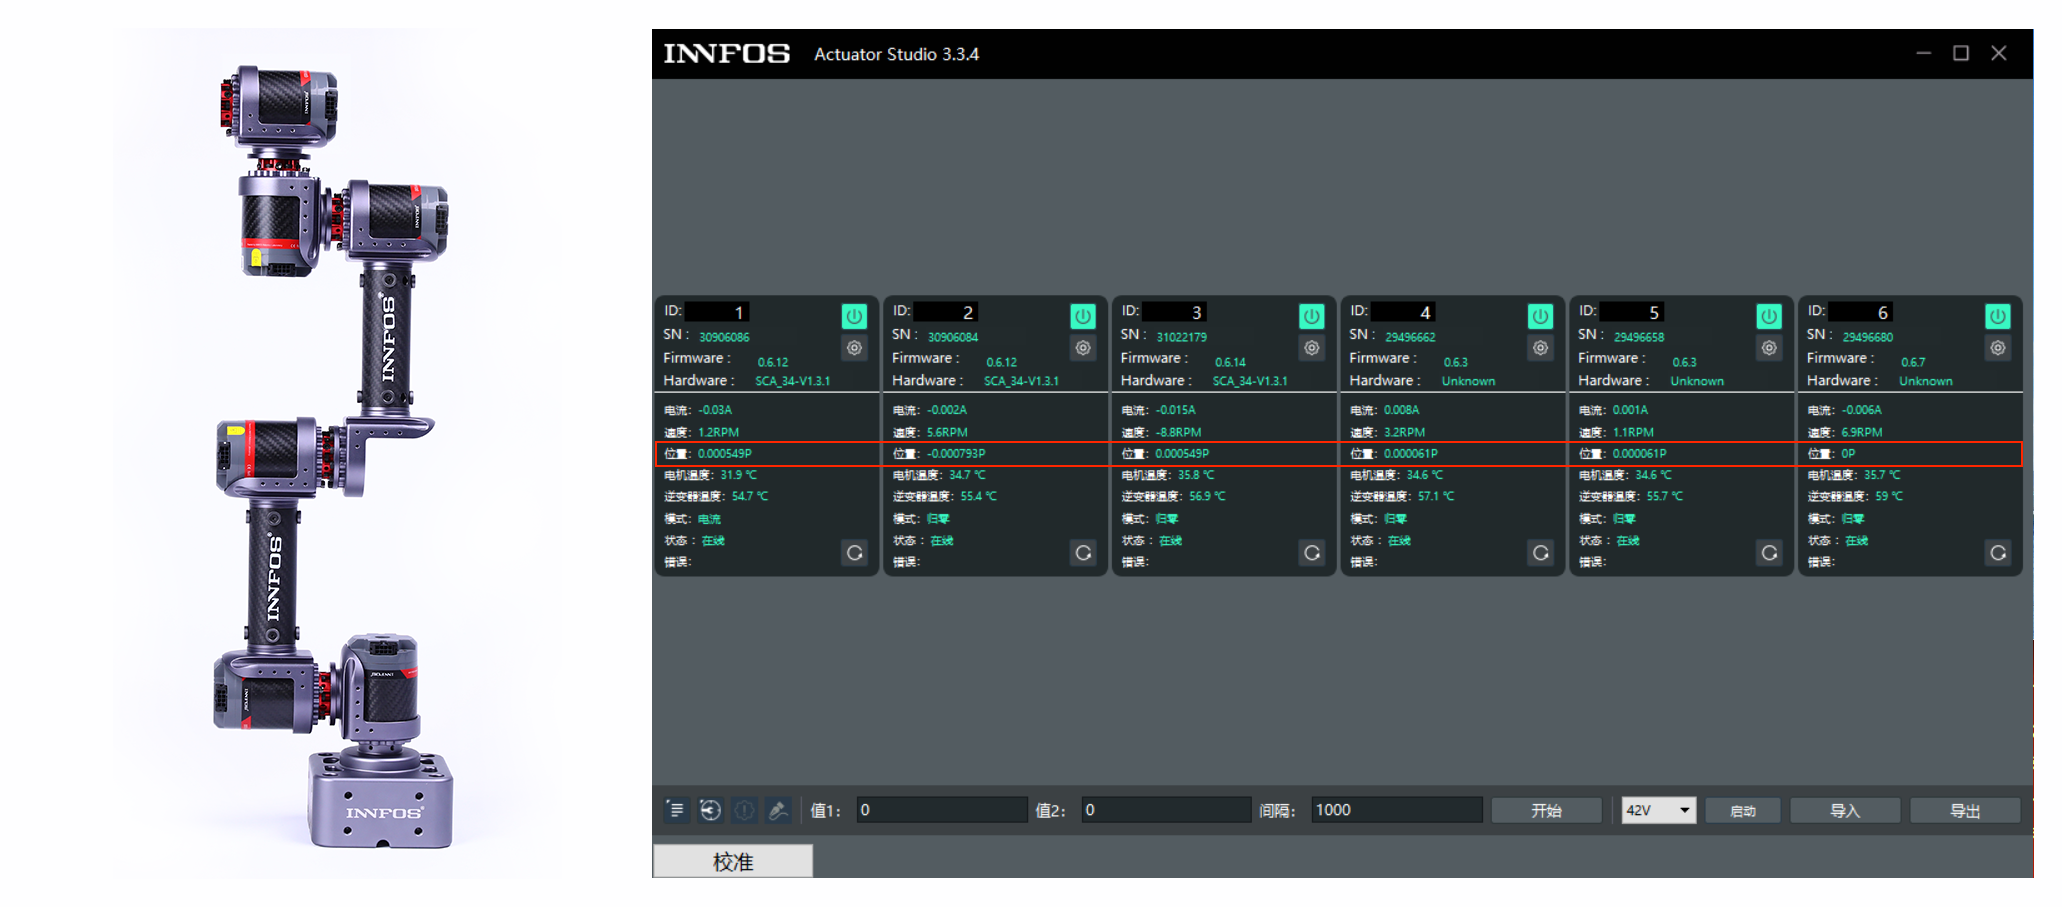 INNFOS
INNFOS
INNFOS
INNFOS Actuator Studio 3.3.4
ID: 1
SN： 30906086
Firmware： 0.6.12
Hardware： SCA_34-V1.3.1
电流: -0.03A
速度: 1.2RPM
位置: 0.000549P
电机温度: 31.9 ℃
逆变器温度: 54.7 ℃
模式: 电流
状态： 在线
错误:
ID: 2
SN： 30906084
Firmware： 0.6.12
Hardware： SCA_34-V1.3.1
电流: -0.002A
速度: 5.6RPM
位置: -0.000793P
电机温度: 34.7 ℃
逆变器温度: 55.4 ℃
模式: 归零
状态： 在线
错误:
ID: 3
SN： 31022179
Firmware： 0.6.14
Hardware： SCA_34-V1.3.1
电流: -0.015A
速度: -8.8RPM
位置: 0.000549P
电机温度: 35.8 ℃
逆变器温度: 56.9 ℃
模式: 归零
状态： 在线
错误:
ID: 4
SN： 29496662
Firmware： 0.6.3
Hardware： Unknown
电流: 0.008A
速度: 3.2RPM
位置: 0.000061P
电机温度: 34.6 ℃
逆变器温度: 57.1 ℃
模式: 归零
状态： 在线
错误:
ID: 5
SN： 29496658
Firmware： 0.6.3
Hardware： Unknown
电流: 0.001A
速度: 1.1RPM
位置: 0.000061P
电机温度: 34.6 ℃
逆变器温度: 55.7 ℃
模式: 归零
状态： 在线
错误:
ID: 6
SN： 29496680
Firmware： 0.6.7
Hardware： Unknown
电流: -0.006A
速度: 6.9RPM
位置: 0P
电机温度: 35.7 ℃
逆变器温度: 59 ℃
模式: 归零
状态： 在线
错误:
值1: 0 值2: 0 间隔: 1000 开始 42V 启动 导入 导出
校准